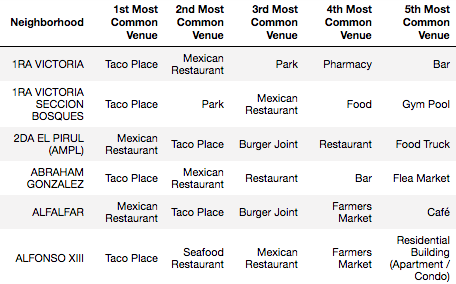 Neighborhood 1st Most Common Venue 2nd Most Common Venue 3rd Most Common Venue 4th Most Common Venue 5th Most Common Venue
1RA VICTORIA Taco Place Mexican Restaurant Park Pharmacy Bar
1RA VICTORIA SECCION BOSQUES Taco Place Park Mexican Restaurant Food Gym Pool
2DA EL PIRUL (AMPL) Mexican Restaurant Taco Place Burger Joint Restaurant Food Truck
ABRAHAM GONZALEZ Taco Place Mexican Restaurant Restaurant Bar Flea Market
ALFALFAR Mexican Restaurant Taco Place Burger Joint Farmers Market Café
ALFONSO XIII Taco Place Seafood Restaurant Mexican Restaurant Farmers Market Residential Building (Apartment / Condo)